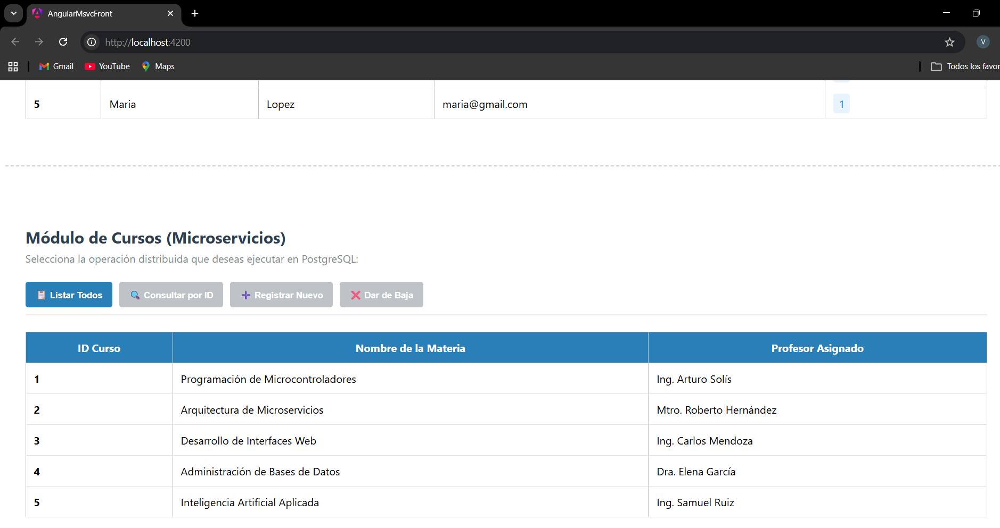 AngularMsvcFront
http://localhost:4200
V
Gmail YouTube Maps Todos los favor
5 Maria Lopez maria@gmail.com 1
Módulo de Cursos (Microservicios)
Selecciona la operación distribuida que deseas ejecutar en PostgreSQL:
Listar Todos Consultar por ID Registrar Nuevo Dar de Baja
ID Curso Nombre de la Materia Profesor Asignado
1 Programación de Microcontroladores Ing. Arturo Solís
2 Arquitectura de Microservicios Mtro. Roberto Hernández
3 Desarrollo de Interfaces Web Ing. Carlos Mendoza
4 Administración de Bases de Datos Dra. Elena García
5 Inteligencia Artificial Aplicada Ing. Samuel Ruiz